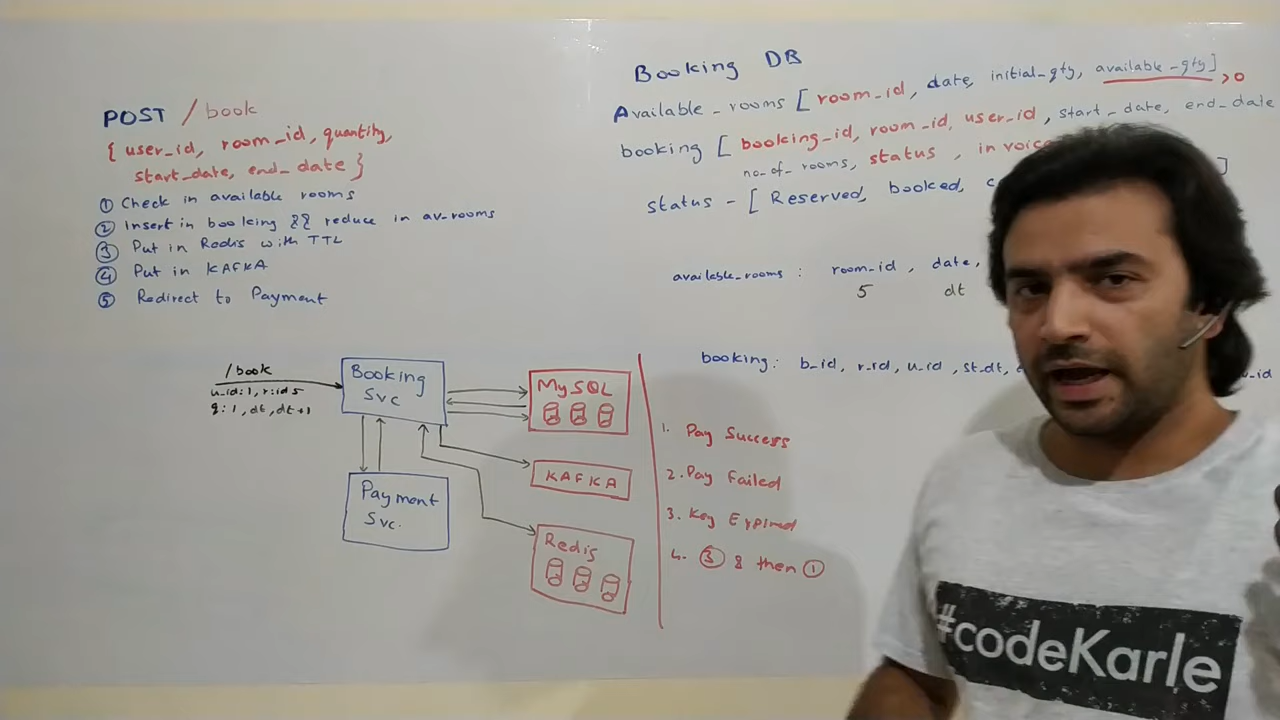 POST /book
{ user_id, room_id, quantity,
start_date, end_date }
① Check in available rooms
② Insert in booking {{ reduce in av-rooms
③ Put in Redis with TTL
④ Put in KAFKA
⑤ Redirect to Payment
Booking DB
Available_rooms [ room_id, date, initial_qty, available-qty]
>0
booking [ booking_id, room_id, user_id, start_date, end_date
no_of_rooms, status, invoice
]
status - [ Reserved, booked,
available_rooms : room_id, date,
5 dt
booking: b_id, r_id, u_id, st_dt,
/book
u_id:1, r:id 5
q:1, dt, dt+1
Booking
Svc
Payment
Svc.
MySQL
KAFKA
Redis
1. Pay Success
2. Pay Failed
3. Key Expired
4. ③ & then ①
#codeKarle